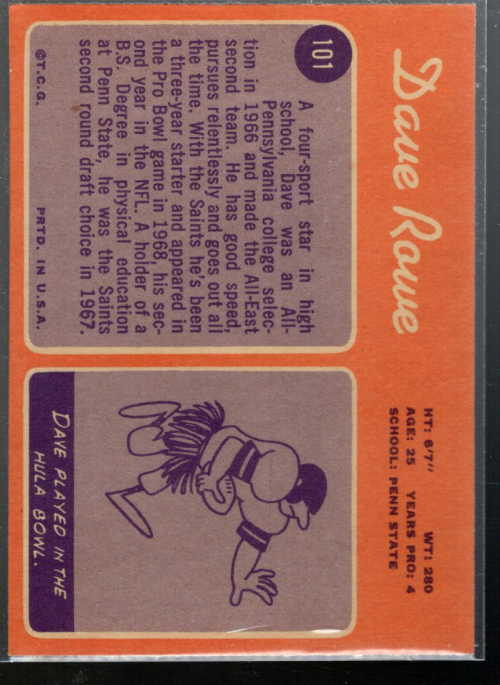 Dave Rowe
HT: 6'7" WT: 280
AGE: 25 YEARS PRO: 4
SCHOOL: PENN STATE
101
A four-sport star in high
school, Dave was an All-
Pennsylvania college selec-
tion in 1966 and made the All-East
second team. He has good speed,
pursues relentlessly and goes out all
the time. With the Saints he's been
a three-year starter and appeared in
the Pro Bowl game in 1968, his sec-
ond year in the NFL. A holder of a
B.S. Degree in physical education
at Penn State, he was the Saints
second round draft choice in 1967.
©T.C.G. PRTD. IN U.S.A.
DAVE PLAYED IN THE
HULA BOWL.